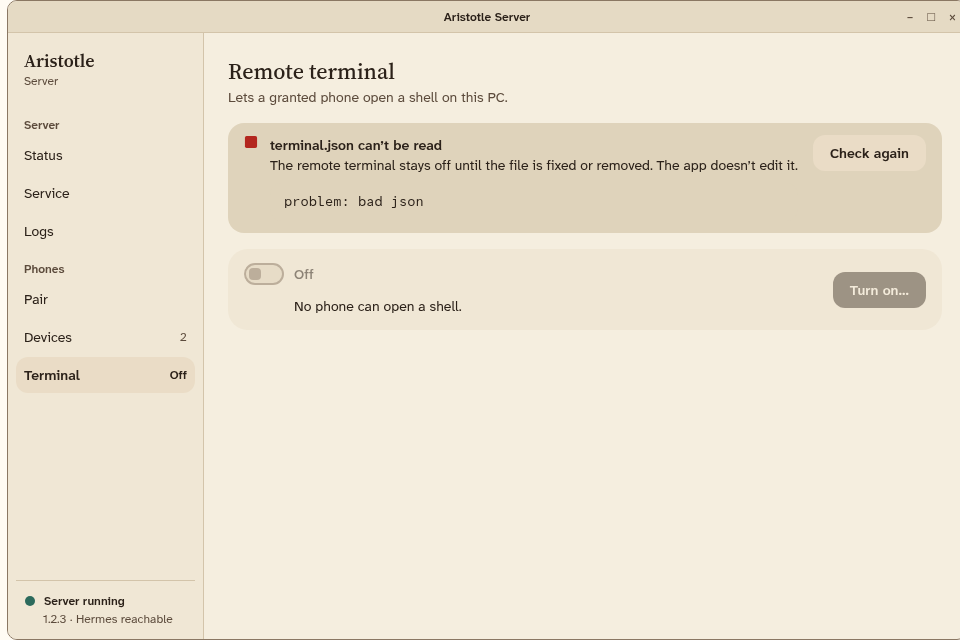 Aristotle Server
Aristotle
Server
Server
Status
Service
Logs
Phones
Pair
Devices 2
Terminal Off
Server running
1.2.3 · Hermes reachable
Remote terminal
Lets a granted phone open a shell on this PC.
terminal.json can’t be read
The remote terminal stays off until the file is fixed or removed. The app doesn’t edit it.
Check again
problem: bad json
Off
No phone can open a shell.
Turn on…